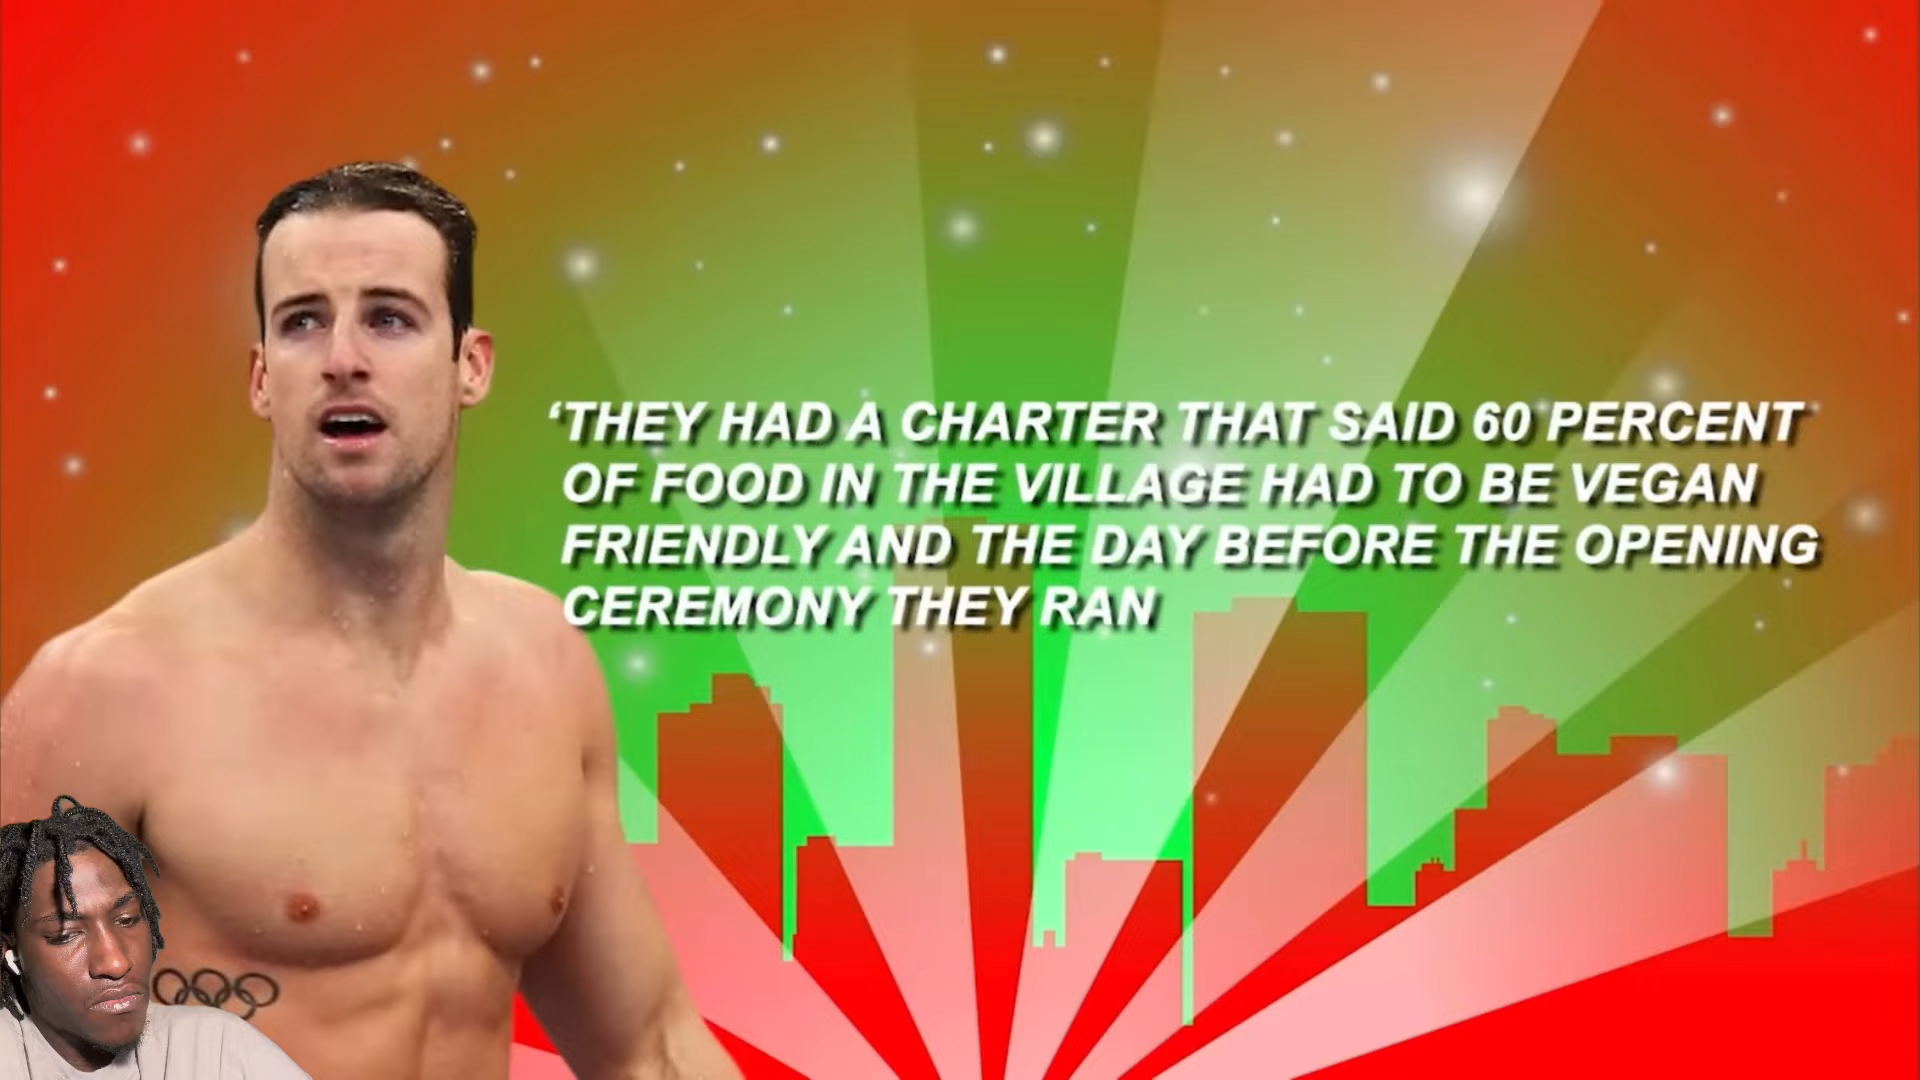 ‘THEY HAD A CHARTER THAT SAID 60 PERCENT
OF FOOD IN THE VILLAGE HAD TO BE VEGAN
FRIENDLY AND THE DAY BEFORE THE OPENING
CEREMONY THEY RAN